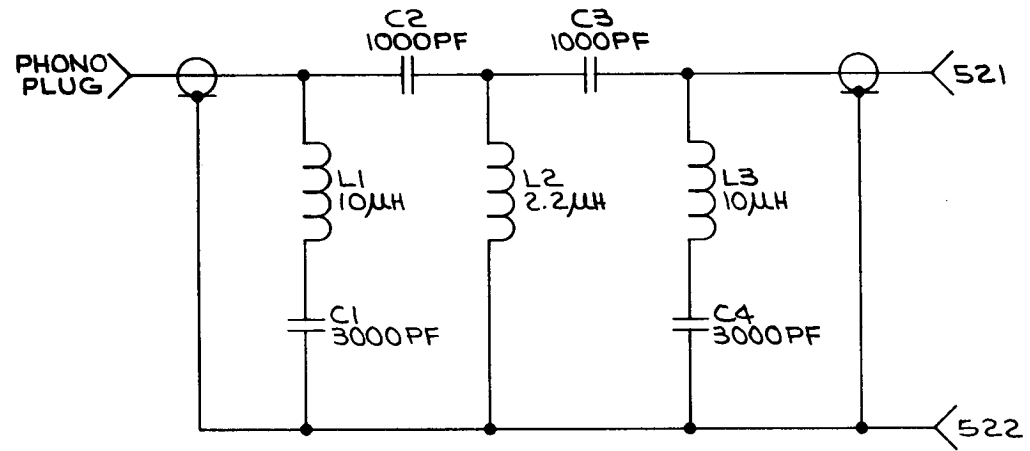 C2
1000PF
C3
1000PF
PHONO
PLUG
521
L1
10µH
L2
2.2µH
L3
10µH
C1
3000PF
C4
3000PF
522